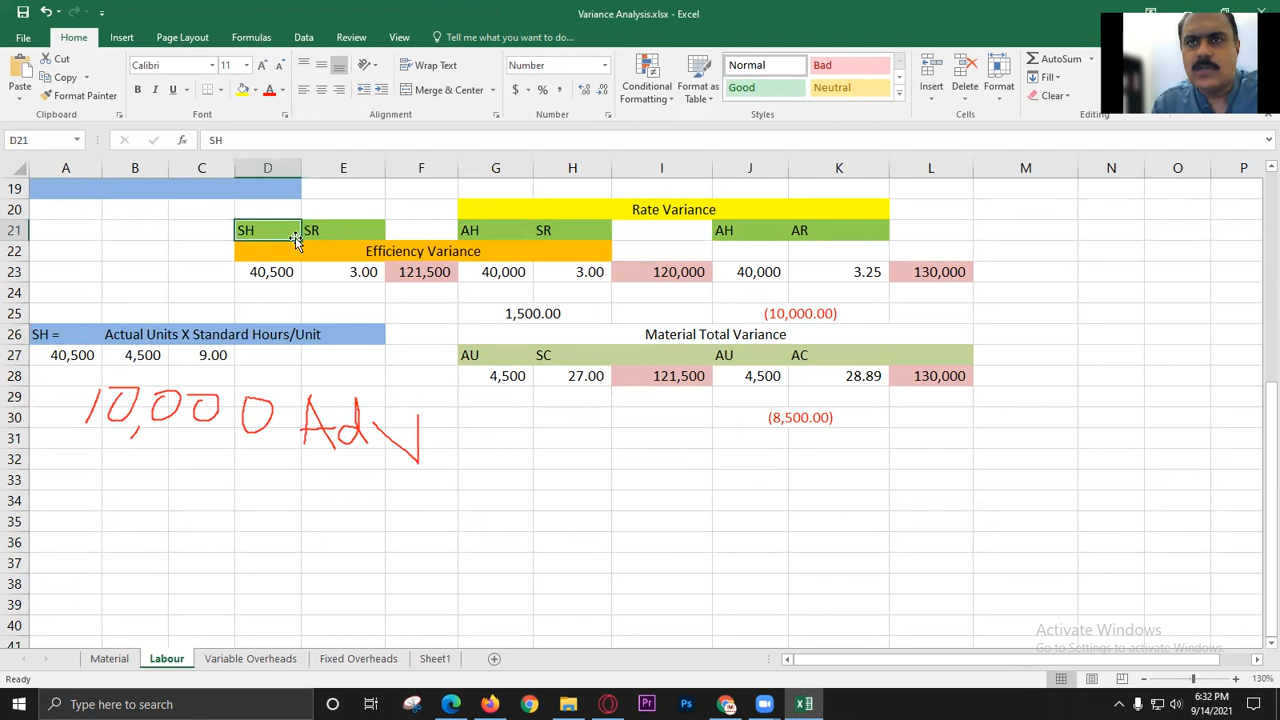 Variance Analysis.xlsx - Excel
File Home Insert Page Layout Formulas Data Review View Tell me what you want to do...
Paste
Cut
Copy
Format Painter
Clipboard
Calibri 11
B I U
Font
Wrap Text
Merge & Center
Alignment
Number
$ % ,
Number
Conditional Formatting
Format as Table
Normal Bad
Good Neutral
Styles
Insert Delete Format
Cells
AutoSum
Fill
Clear
Editing
D21 fx SH
A B C D E F G H I J K L M N O P
19
20 Rate Variance
21 SH SR AH SR AH AR
22 Efficiency Variance
23 40,500 3.00 121,500 40,000 3.00 120,000 40,000 3.25 130,000
24
25 1,500.00 (10,000.00)
26 SH = Actual Units X Standard Hours/Unit Material Total Variance
27 40,500 4,500 9.00 AU SC AU AC
28 4,500 27.00 121,500 4,500 28.89 130,000
29
10,000 Adv
30 (8,500.00)
31
32
33
34
35
36
37
38
39
40
41
Activate Windows
Go to Settings to activate Windows.
Material Labour Variable Overheads Fixed Overheads Sheet1
Ready 130%
Type here to search
6:32 PM
9/14/2021